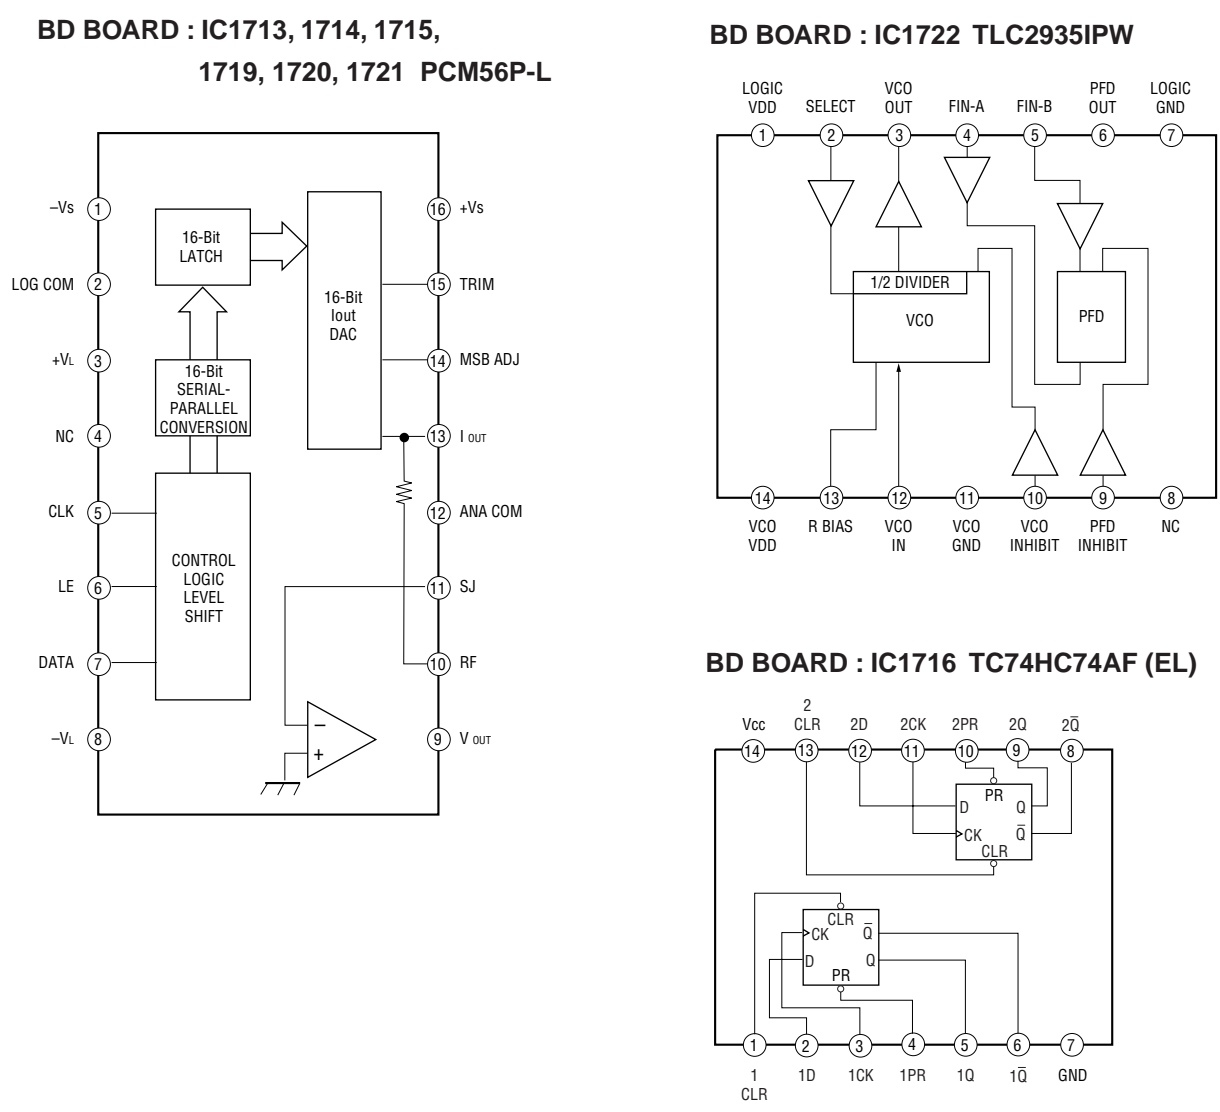 BD BOARD : IC1713, 1714, 1715,
1719, 1720, 1721 PCM56P-L
–Vs
1
LOG COM
2
+VL
3
NC
4
CLK
5
LE
6
DATA
7
–VL
8
16-Bit
LATCH
16-Bit
SERIAL-
PARALLEL
CONVERSION
CONTROL
LOGIC
LEVEL
SHIFT
16-Bit
Iout
DAC
–
+
16
+Vs
15
TRIM
14
MSB ADJ
13
I OUT
12
ANA COM
11
SJ
10
RF
9
V OUT
BD BOARD : IC1722 TLC2935IPW
LOGIC
VDD
SELECT
VCO
OUT
FIN-A
FIN-B
PFD
OUT
LOGIC
GND
1 2 3 4 5 6 7
1/2 DIVIDER
VCO
PFD
14 13 12 11 10 9 8
VCO
VDD
R BIAS
VCO
IN
VCO
GND
VCO
INHIBIT
PFD
INHIBIT
NC
BD BOARD : IC1716 TC74HC74AF (EL)
Vcc
2
CLR
2D
2CK
2PR
2Q
2Q̅
14 13 12 11 10 9 8
PR
D Q
CK Q̅
CLR
CLR
CK Q̅
D Q
PR
1 2 3 4 5 6 7
1
CLR
1D
1CK
1PR
1Q
1Q̅
GND